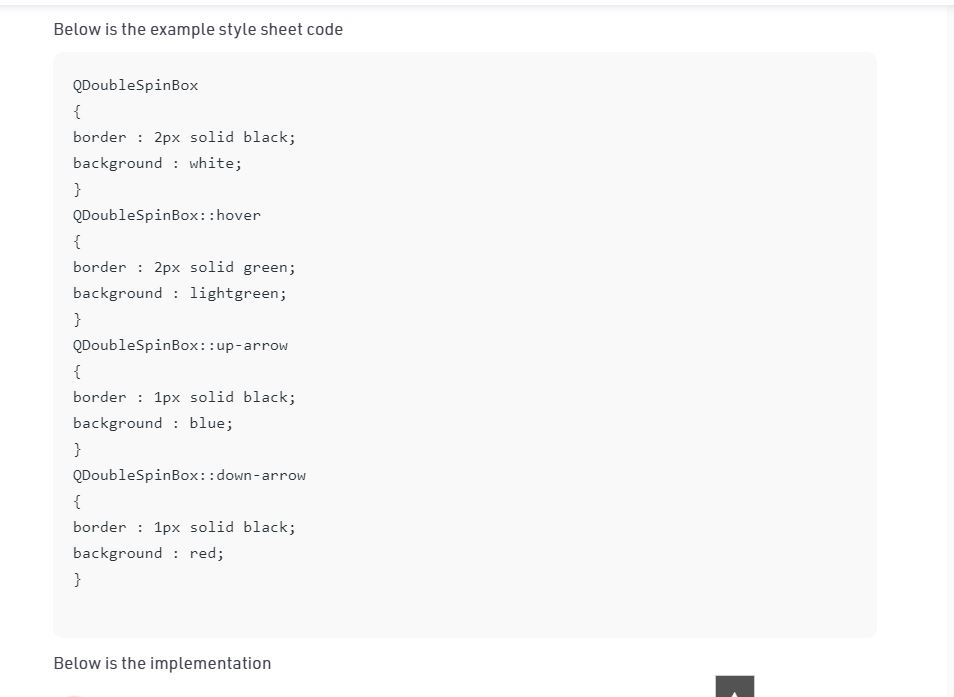 Below is the example style sheet code
QDoubleSpinBox
{
border : 2px solid black;
background : white;
}
QDoubleSpinBox::hover
{
border : 2px solid green;
background : lightgreen;
}
QDoubleSpinBox::up-arrow
{
border : 1px solid black;
background : blue;
}
QDoubleSpinBox::down-arrow
{
border : 1px solid black;
background : red;
}
Below is the implementation